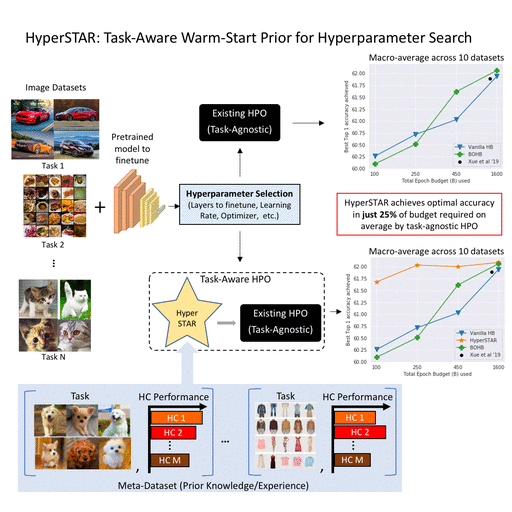 HyperSTAR: Task-Aware Warm-Start Prior for Hyperparameter Search
Image Datasets
Task 1
Task 2
⋮
Task N
+
Pretrained
model to
finetune
Existing HPO
(Task-Agnostic)
Hyperparameter Selection
(Layers to finetune, Learning
Rate, Optimizer, etc.)
Task-Aware HPO
Hyper
STAR
Existing HPO
(Task-Agnostic)
Macro-average across 10 datasets
Best Top 1 accuracy achieved
62.00
61.75
61.50
61.25
61.00
60.75
60.50
60.25
60.00
Vanilla HB
BOHB
Xue et al '19
100
250
450
1600
Total Epoch Budget (B) used
HyperSTAR achieves optimal accuracy
in just 25% of budget required on
average by task-agnostic HPO
Macro-average across 10 datasets
Best Top 1 accuracy achieved
62.00
61.75
61.50
61.25
61.00
60.75
60.50
60.25
60.00
Vanilla HB
HyperSTAR
BOHB
Xue et al '19
100
250
450
1600
Total Epoch Budget (B) used
Task
HC Performance
HC 1
HC 2
⋮
HC M
,
...
Task
HC Performance
HC 1
HC 2
⋮
HC M
,
Meta-Dataset (Prior Knowledge/Experience)